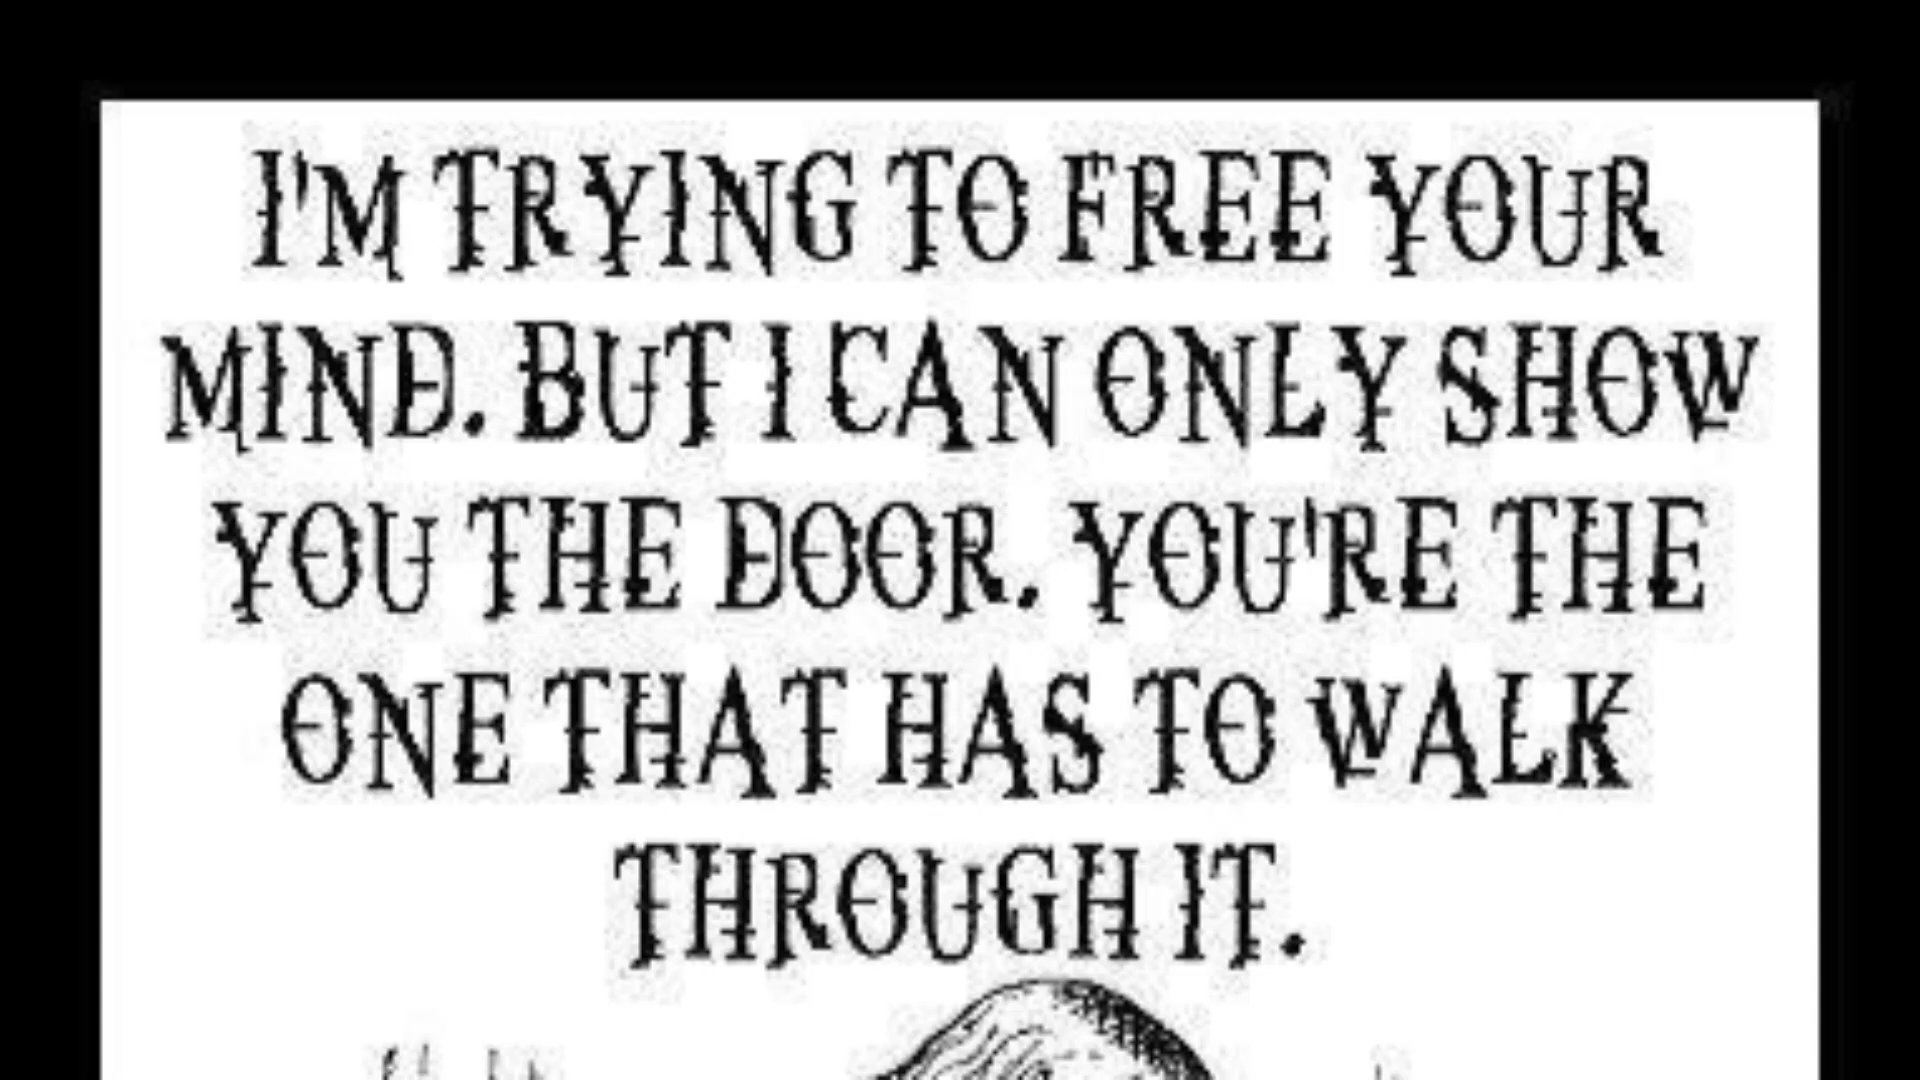 I'M TRYING TO FREE YOUR
MIND. BUT I CAN ONLY SHOW
YOU THE DOOR. YOU'RE THE
ONE THAT HAS TO WALK
THROUGH IT.